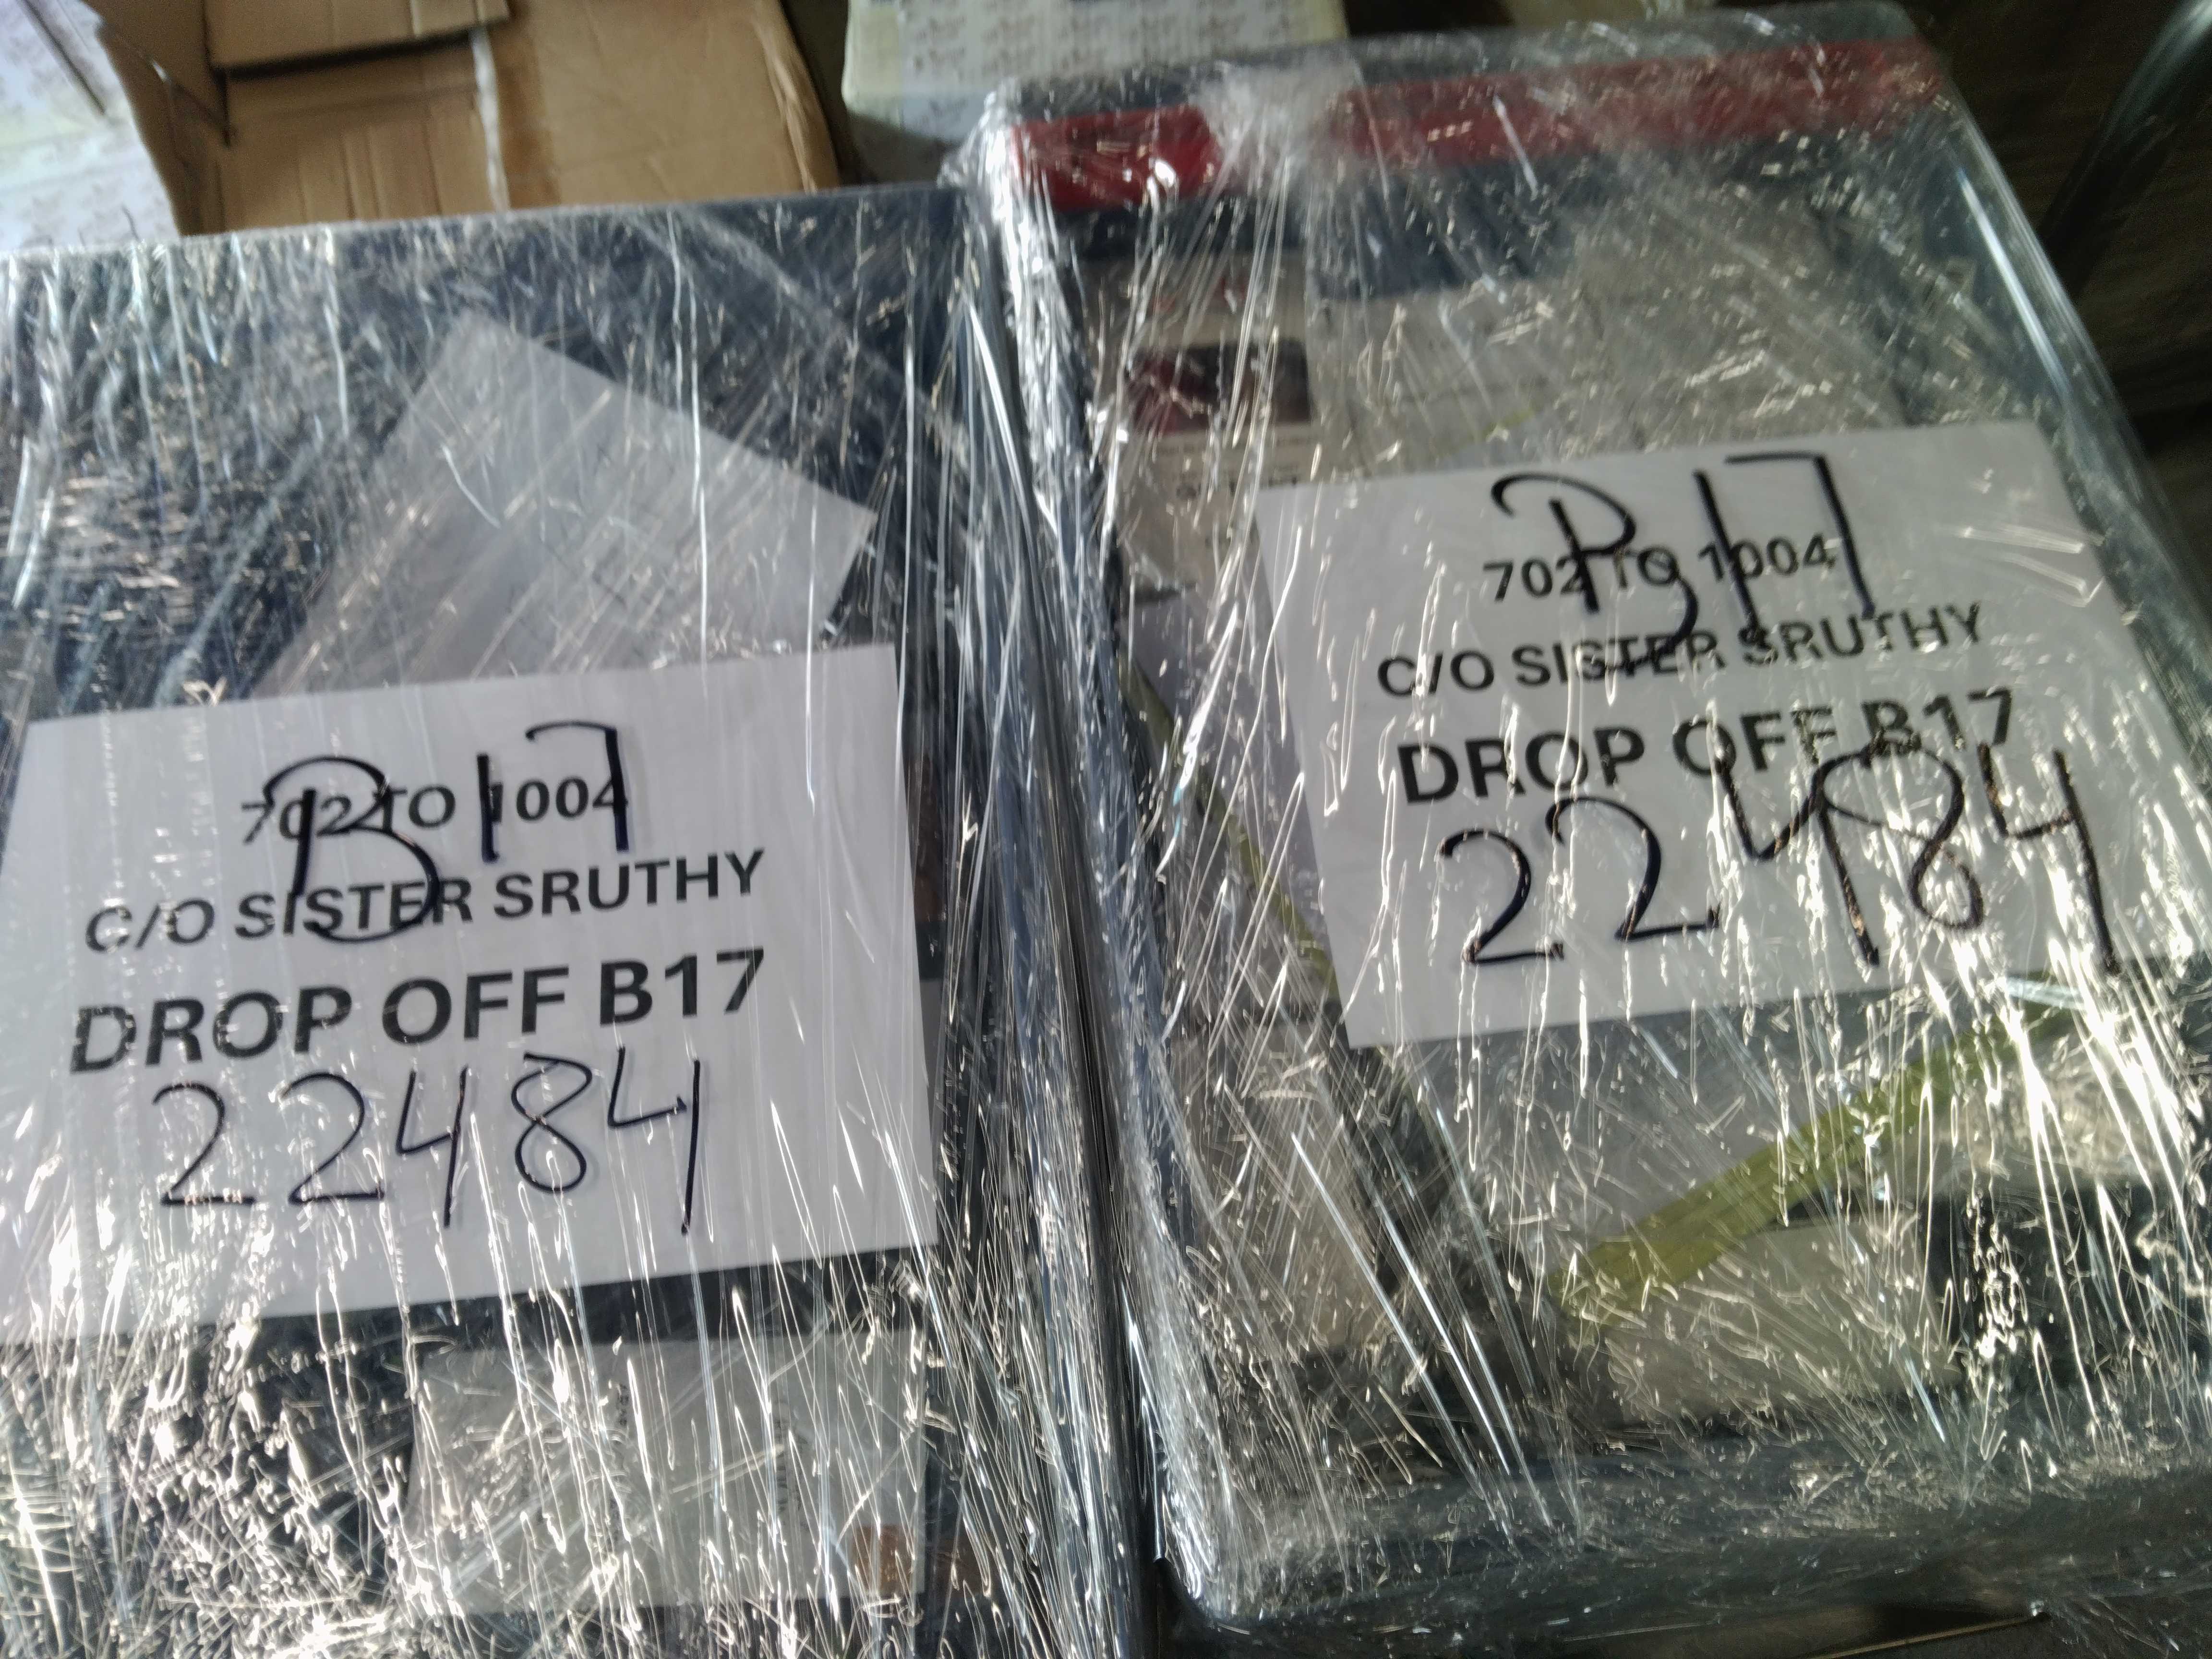 B17
702 TO 1004
C/O SISTER SRUTHY
DROP OFF B17
22484
B17
702 TO 1004
C/O SISTER SRUTHY
DROP OFF B17
22484